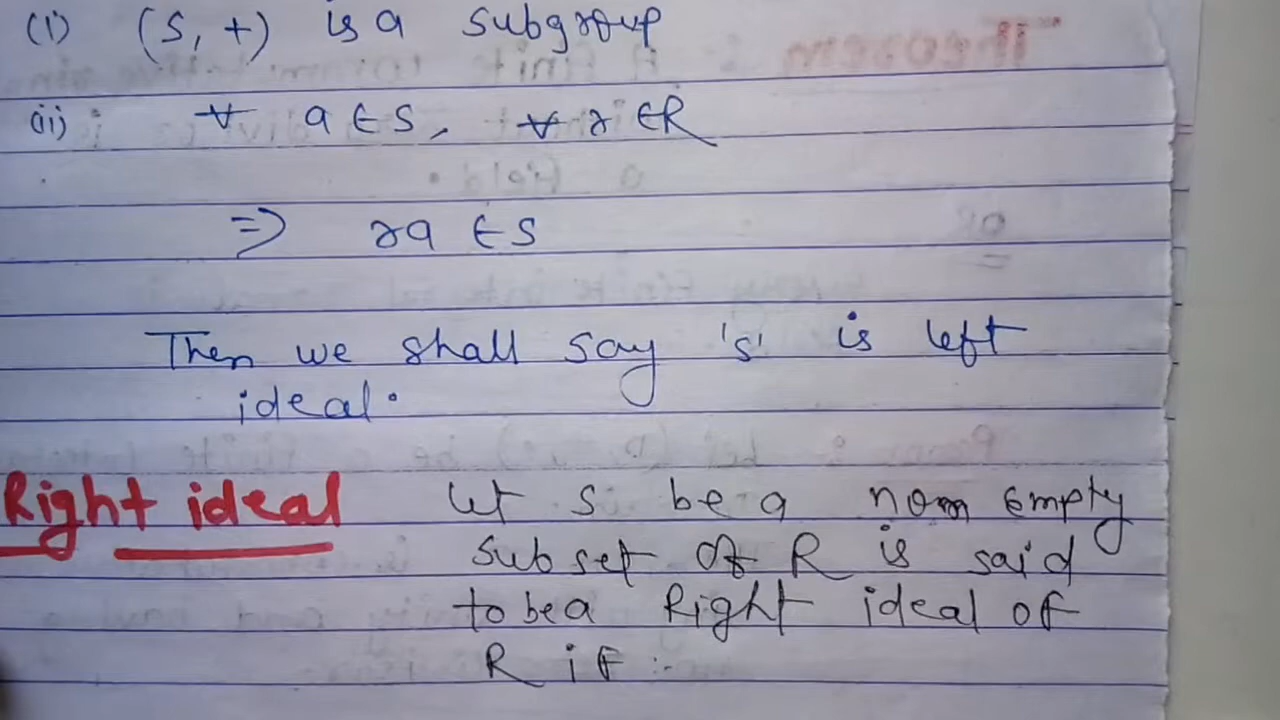 (i) (S, +) is a subgroup
(ii) ∀ a ∈ S, ∀ r ∈ R
⇒ ra ∈ S
Then we shall say 's' is left
ideal.
Right ideal let S be a non empty
subset of R is said
to be a Right ideal of
R if :-